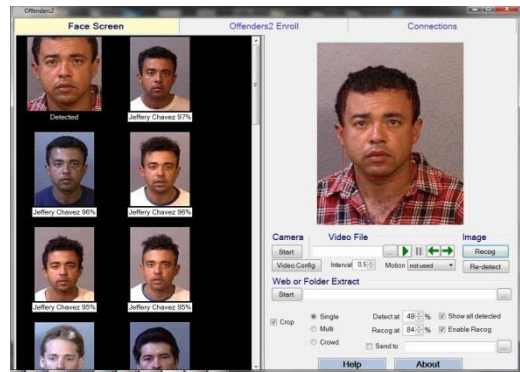 Offenders2
Face Screen
Offenders2 Enroll
Connections
Detected
Jeffery Chavez 97%
Jeffery Chavez 96%
Jeffery Chavez 96%
Jeffery Chavez 95%
Jeffery Chavez 95%
Camera
Video File
Image
Start
...
Recog
Video Config
Interval 0.5
Motion not used
Re-detect
Web or Folder Extract
Start
...
Crop
Single
Multi
Crowd
Detect at 49 %
Show all detected
Recog at 84 %
Enable Recog
Send to
...
Help
About